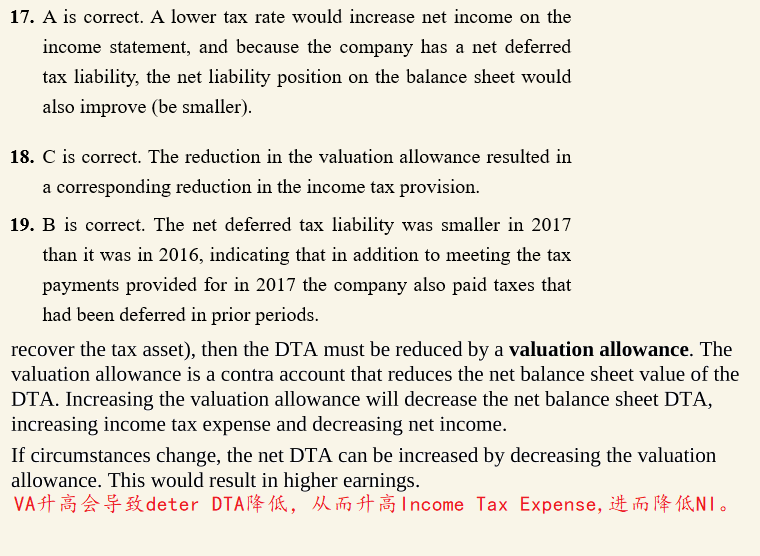 17. A is correct. A lower tax rate would increase net income on the
income statement, and because the company has a net deferred
tax liability, the net liability position on the balance sheet would
also improve (be smaller).
18. C is correct. The reduction in the valuation allowance resulted in
a corresponding reduction in the income tax provision.
19. B is correct. The net deferred tax liability was smaller in 2017
than it was in 2016, indicating that in addition to meeting the tax
payments provided for in 2017 the company also paid taxes that
had been deferred in prior periods.
recover the tax asset), then the DTA must be reduced by a valuation allowance. The
valuation allowance is a contra account that reduces the net balance sheet value of the
DTA. Increasing the valuation allowance will decrease the net balance sheet DTA,
increasing income tax expense and decreasing net income.
If circumstances change, the net DTA can be increased by decreasing the valuation
allowance. This would result in higher earnings.
VA升高会导致deter DTA降低，从而升高Income Tax Expense,进而降低NI。